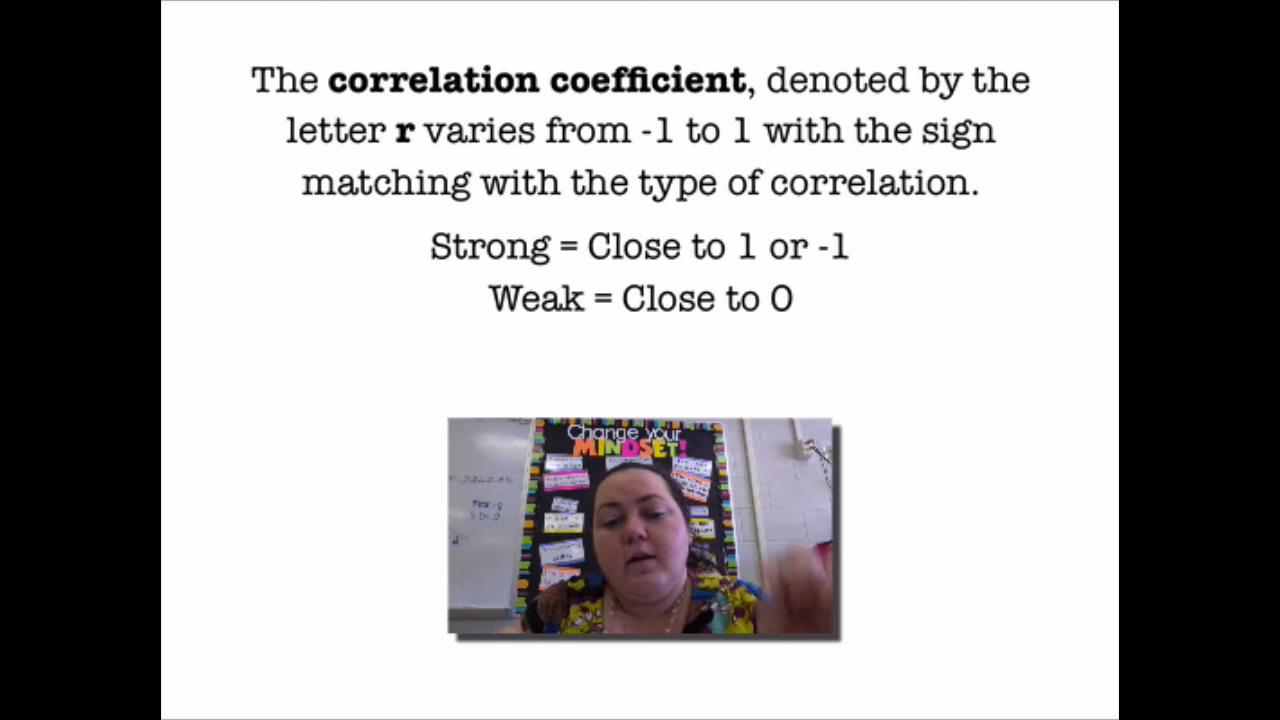 The correlation coefficient, denoted by the
letter r varies from -1 to 1 with the sign
matching with the type of correlation.
Strong = Close to 1 or -1
Weak = Close to 0
Change your
MINDSET!